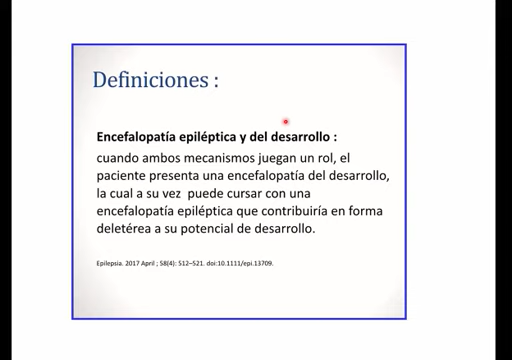 Definiciones :
Encefalopatía epiléptica y del desarrollo :
cuando ambos mecanismos juegan un rol, el
paciente presenta una encefalopatía del desarrollo,
la cual a su vez puede cursar con una
encefalopatía epiléptica que contribuiría en forma
deletérea a su potencial de desarrollo.
Epilepsia. 2017 April ; 58(4): 512–521. doi:10.1111/epi.13709.